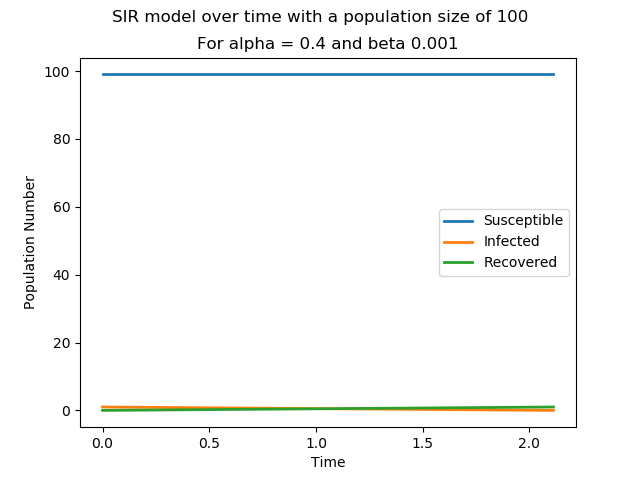 SIR model over time with a population size of 100
For alpha = 0.4 and beta 0.001
100
80
60
40
20
0
Population Number
Susceptible
Infected
Recovered
0.0 0.5 1.0 1.5 2.0
Time